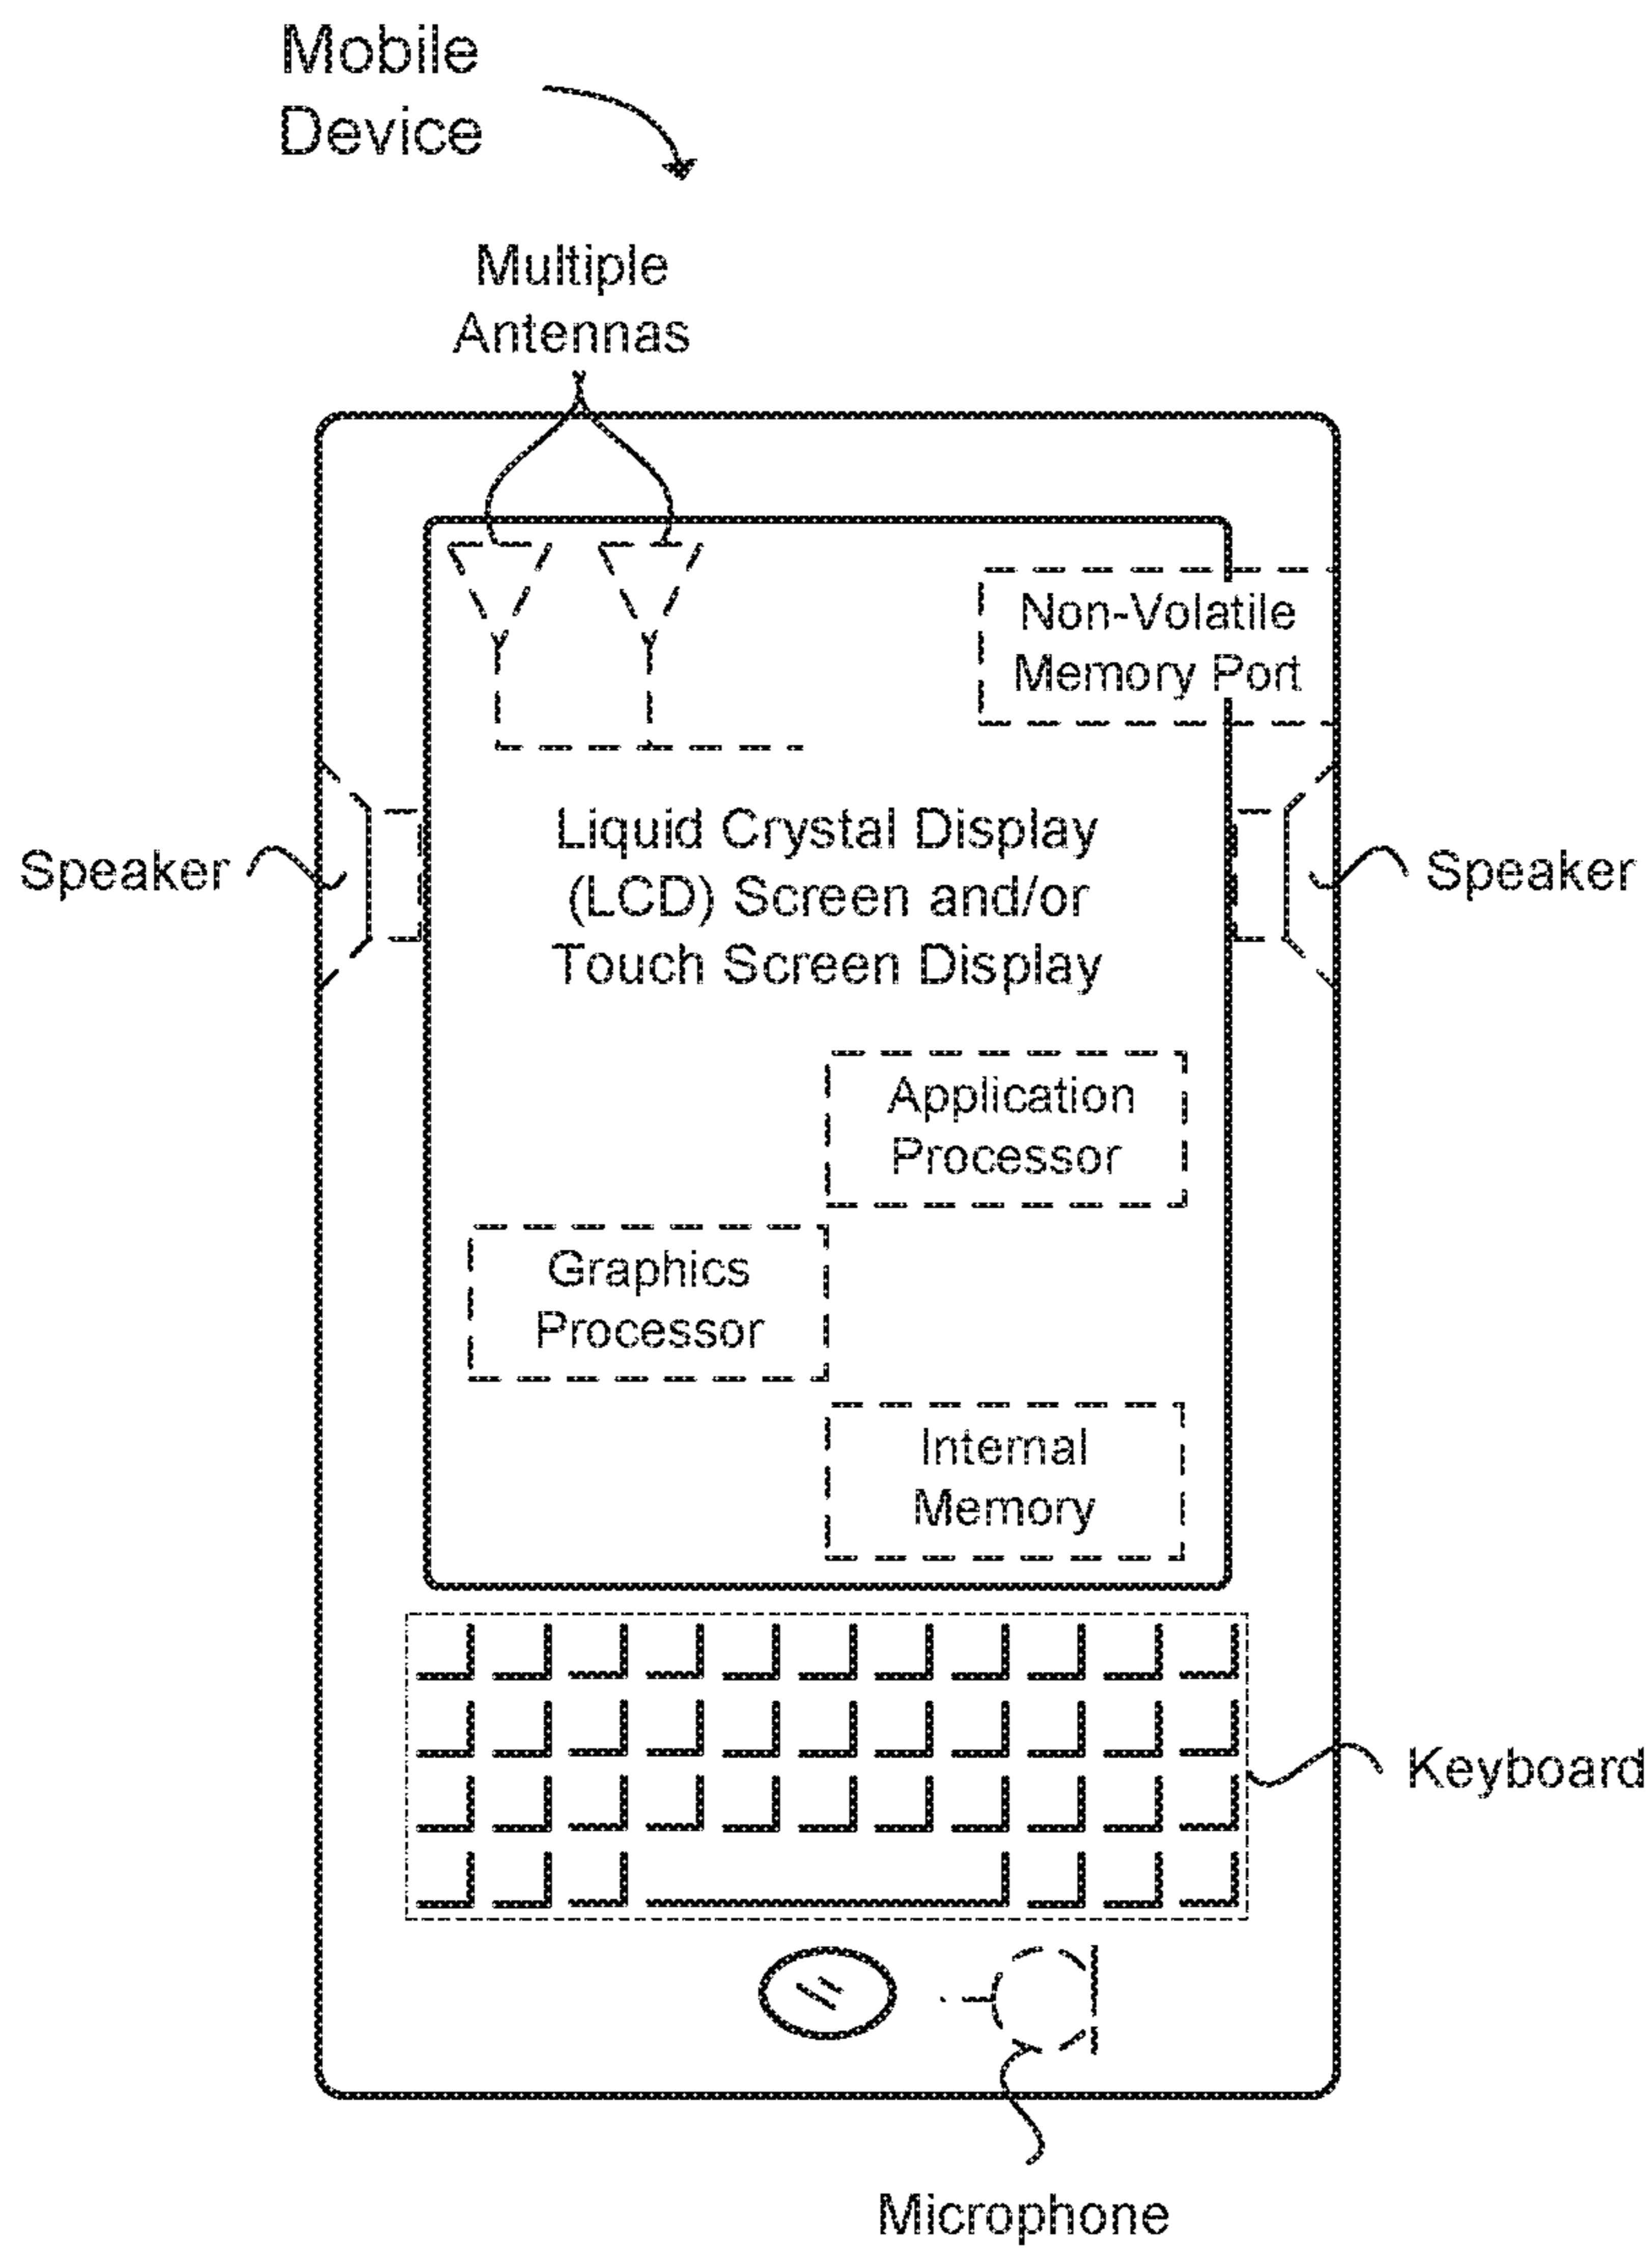 Mobile
Device
Multiple
Antennas
Non-Volatile
Memory Port
Liquid Crystal Display
(LCD) Screen and/or
Touch Screen Display
Speaker
Speaker
Application
Processor
Graphics
Processor
Internal
Memory
Keyboard
Microphone